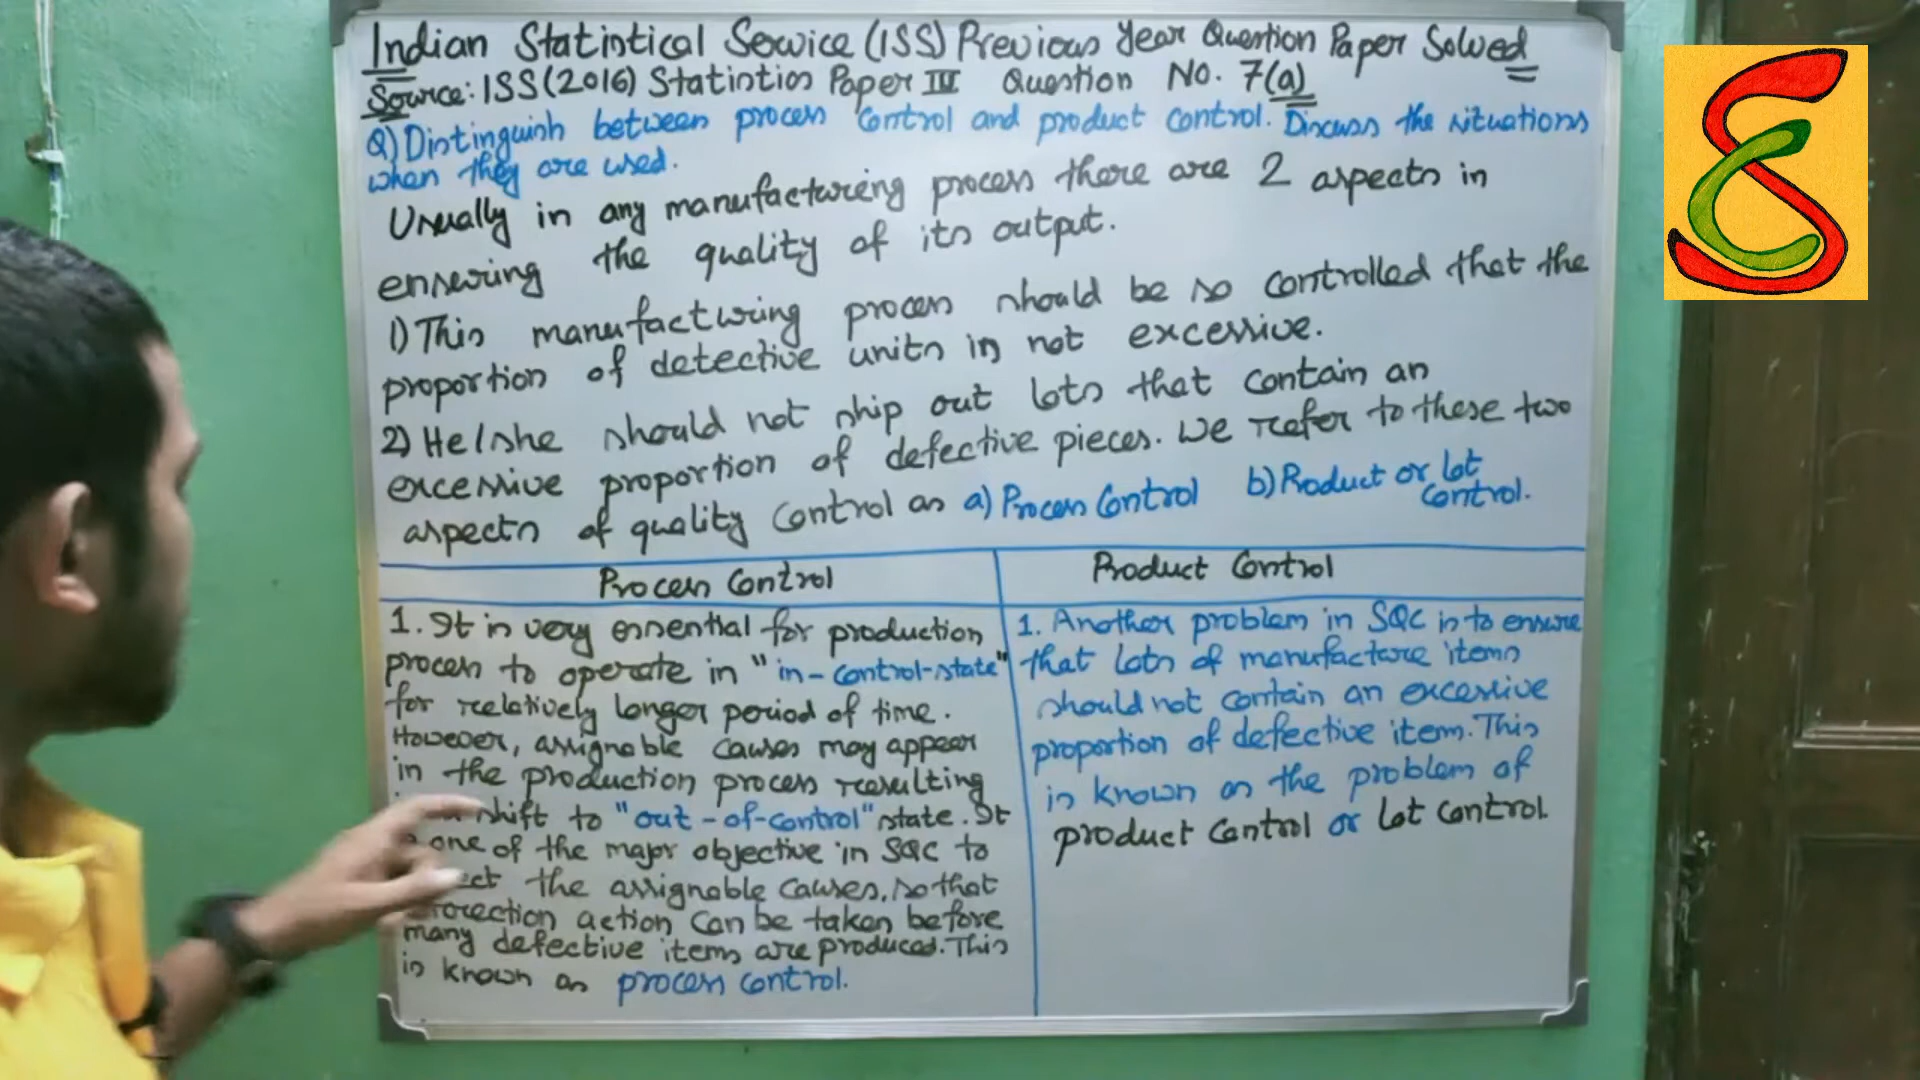 Indian Statistical Service (ISS) Previous Year Question Paper Solved
Source: ISS (2016) Statistics Paper III Question No. 7(a)
Q) Distinguish between process control and product control. Discuss the situations
when they are used.
Usually in any manufacturing process there are 2 aspects in
ensuring the quality of its output.
1) This manufacturing process should be so controlled that the
proportion of detective units is not excessive.
2) He/she should not ship out lots that contain an
excessive proportion of defective pieces. We refer to these two
aspects of quality control as a) Process Control b) Product or lot
control.
Process Control
Product Control
1. It is very essential for production
process to operate in "in-control-state"
for relatively longer period of time.
However, assignable causes may appear
in the production process resulting
shift to "out-of-control" state. It
one of the major objective in SQC to
the assignable causes, so that
action can be taken before
many defective items are produced. This
is known as process control.
1. Another problem in SQC is to ensure
that lots of manufacture items
should not contain an excessive
proportion of defective item. This
is known as the problem of
product control or lot control.